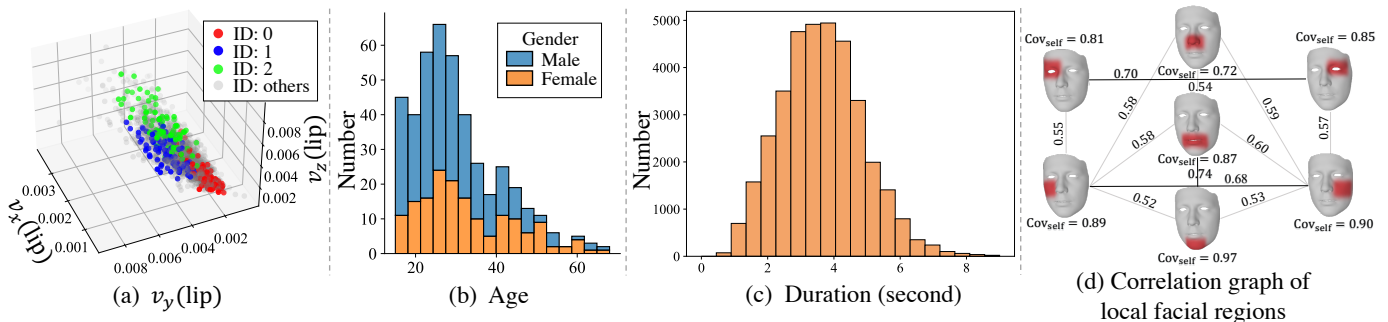 ID: 0
ID: 1
ID: 2
ID: others
0.003
0.002
0.001
v_x(lip)
0.008
0.006
0.004
0.002
0.008
0.006
0.004
0.002
v_z(lip)
(a) v_y(lip)
Number
60
50
40
30
20
10
0
Gender
Male
Female
20
40
60
(b) Age
Number
5000
4000
3000
2000
1000
0
0
2
4
6
8
(c) Duration (second)
Cov_self = 0.81
Cov_self = 0.85
0.70
Cov_self = 0.72
0.54
0.58
0.59
0.55
0.58
0.60
0.57
Cov_self = 0.87
0.74
0.68
0.52
0.53
Cov_self = 0.89
Cov_self = 0.90
Cov_self = 0.97
(d) Correlation graph of
local facial regions